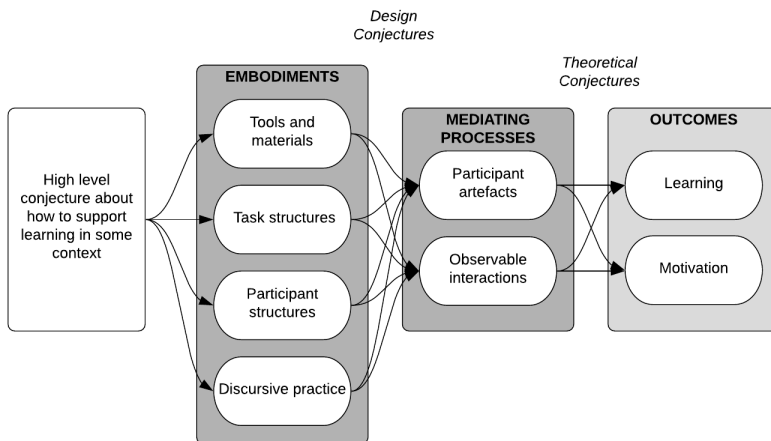 Design
Conjectures
Theoretical
Conjectures
High level
conjecture about
how to support
learning in some
context
EMBODIMENTS
Tools and
materials
Task structures
Participant
structures
Discursive practice
MEDIATING
PROCESSES
Participant
artefacts
Observable
interactions
OUTCOMES
Learning
Motivation